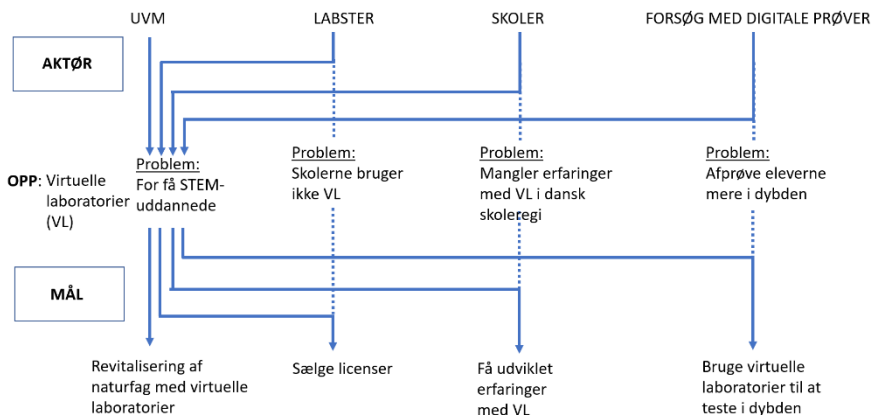 UVM
LABSTER
SKOLER
FORSØG MED DIGITALE PRØVER
AKTØR
OPP: Virtuelle
laboratorier
(VL)
Problem:
For få STEM-
uddannede
Problem:
Skolerne bruger
ikke VL
Problem:
Mangler erfaringer
med VL i dansk
skoleregi
Problem:
Afprøve eleverne
mere i dybden
MÅL
Revitalisering af
naturfag med virtuelle
laboratorier
Sælge licenser
Få udviklet
erfaringer
med VL
Bruge virtuelle
laboratorier til at
teste i dybden